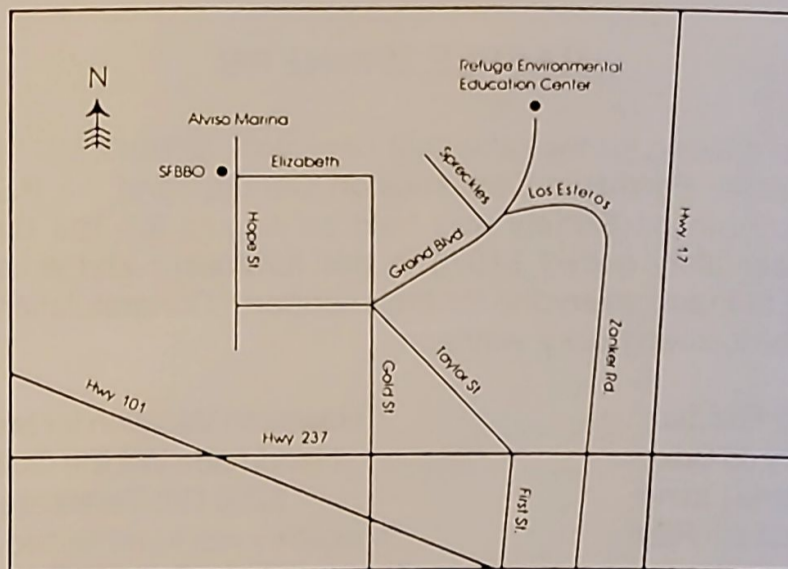 Refuge Environmental
Education Center
N
Alviso Marina
SFBBO
Elizabeth
Spreckles
Los Esteros
Hope St
Grand Blvd
Hwy 17
Taylor St
Zanker Rd.
Gold St
Hwy 101
Hwy 237
First St.